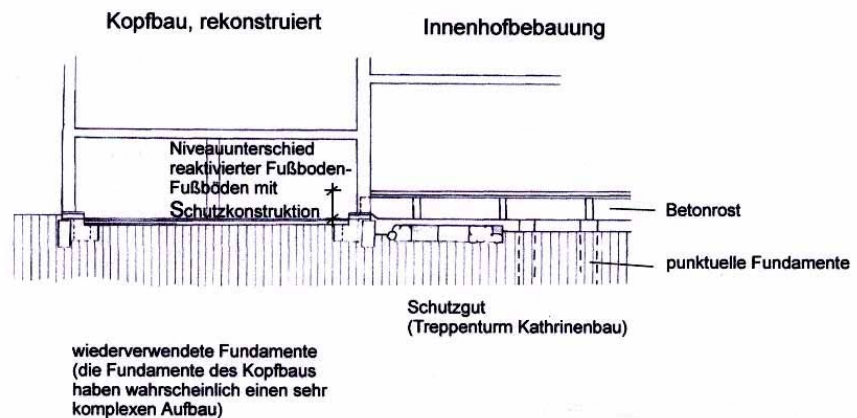 Kopfbau, rekonstruiert
Innenhofbebauung
Niveauunterschied
reaktivierter Fußboden-
Fußböden mit
Schutzkonstruktion
Betonrost
punktuelle Fundamente
Schutzgut
(Treppenturm Kathrinenbau)
wiederverwendete Fundamente
(die Fundamente des Kopfbaus
haben wahrscheinlich einen sehr
komplexen Aufbau)